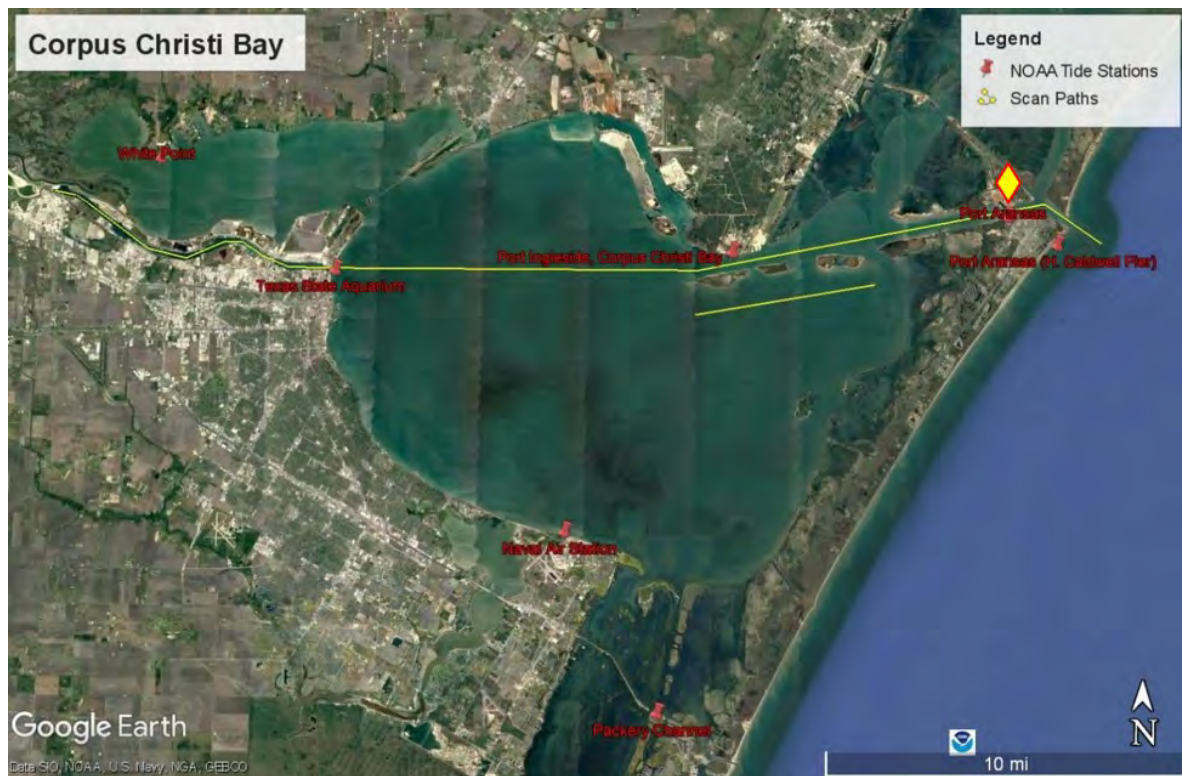 Corpus Christi Bay
Legend
NOAA Tide Stations
Scan Paths
White Point
Port Aransas
Port Ingleside, Corpus Christi Bay
Port Aransas (H. Caldwell Pier)
Texas State Aquarium
Naval Air Station
Packery Channel
Google Earth
N
Data SIO, NOAA, U.S. Navy, NGA, GEBCO
10 mi